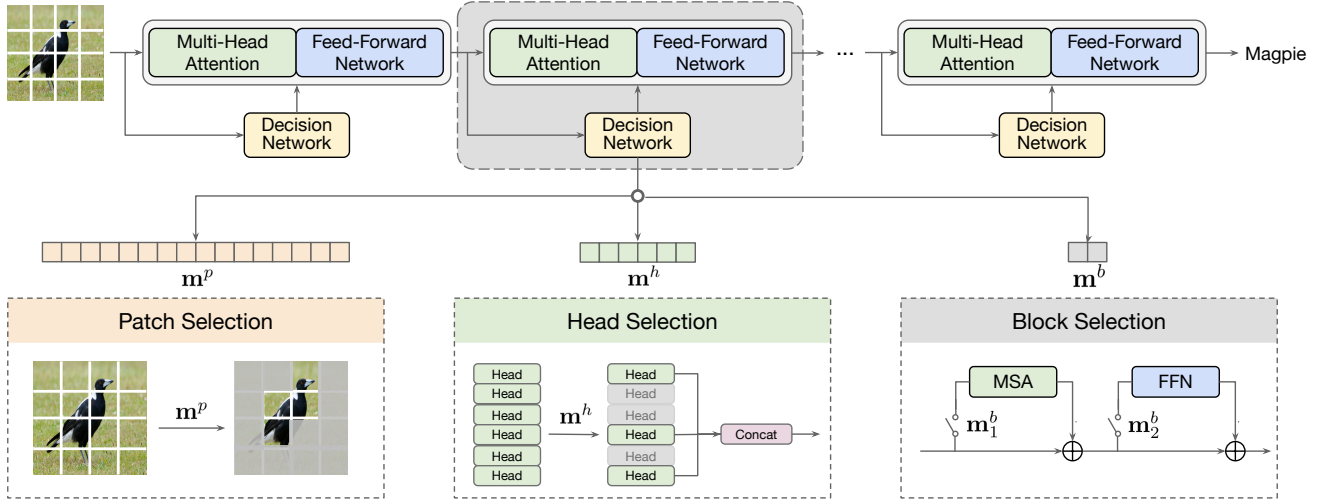 Multi-Head
Attention
Feed-Forward
Network
Multi-Head
Attention
Feed-Forward
Network
...
Multi-Head
Attention
Feed-Forward
Network
Magpie
Decision
Network
Decision
Network
Decision
Network
m^p
m^h
m^b
Patch Selection
m^p
Head Selection
Head
Head
Head
Head
Head
Head
m^h
Head
Head
Head
Head
Head
Head
Concat
Block Selection
MSA
FFN
m_1^b
m_2^b